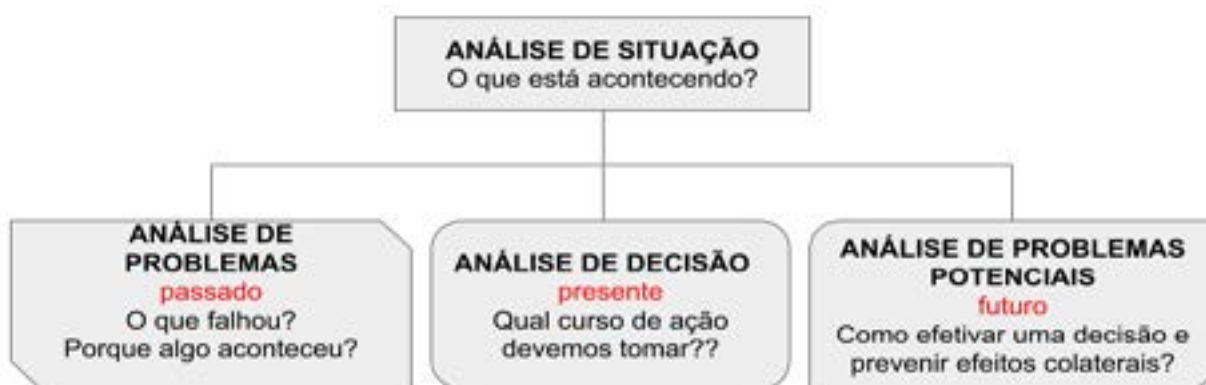 ANÁLISE DE SITUAÇÃO
O que está acontecendo?
ANÁLISE DE
PROBLEMAS
passado
O que falhou?
Porque algo aconteceu?
ANÁLISE DE DECISÃO
presente
Qual curso de ação
devemos tomar??
ANÁLISE DE PROBLEMAS
POTENCIAIS
futuro
Como efetivar uma decisão e
prevenir efeitos colaterais?